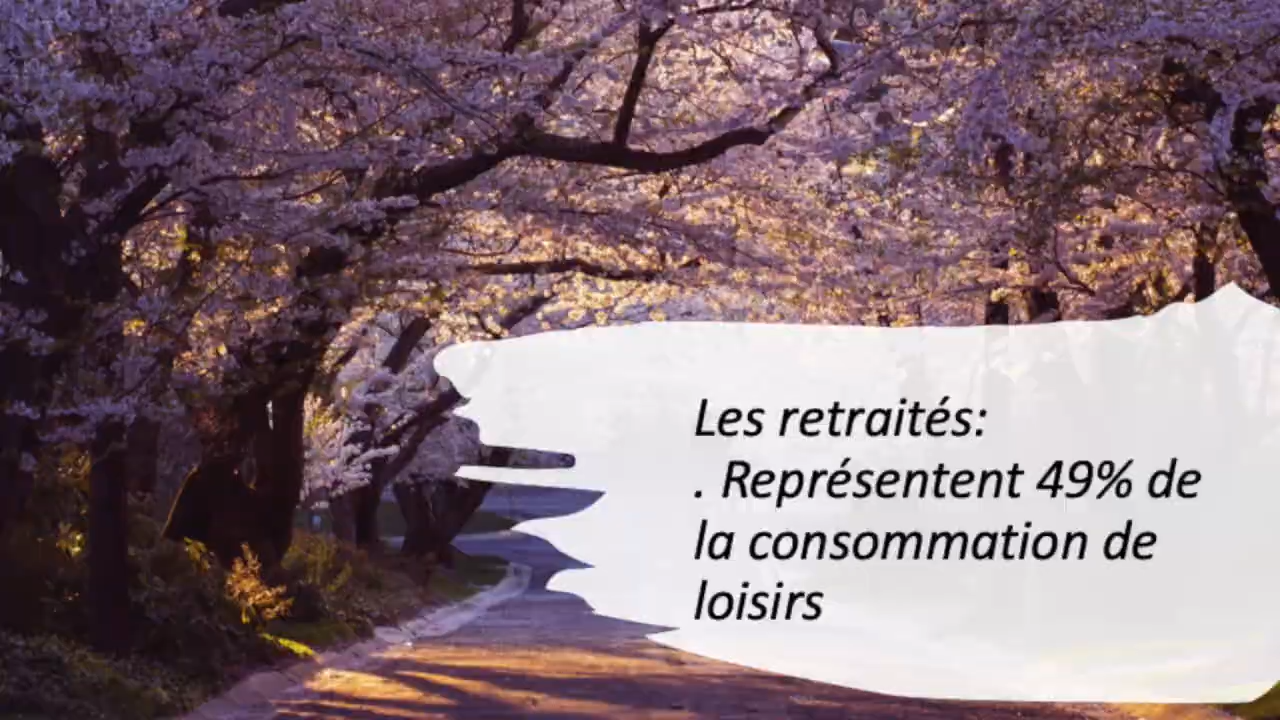 Les retraités:
. Représentent 49% de
la consommation de
loisirs